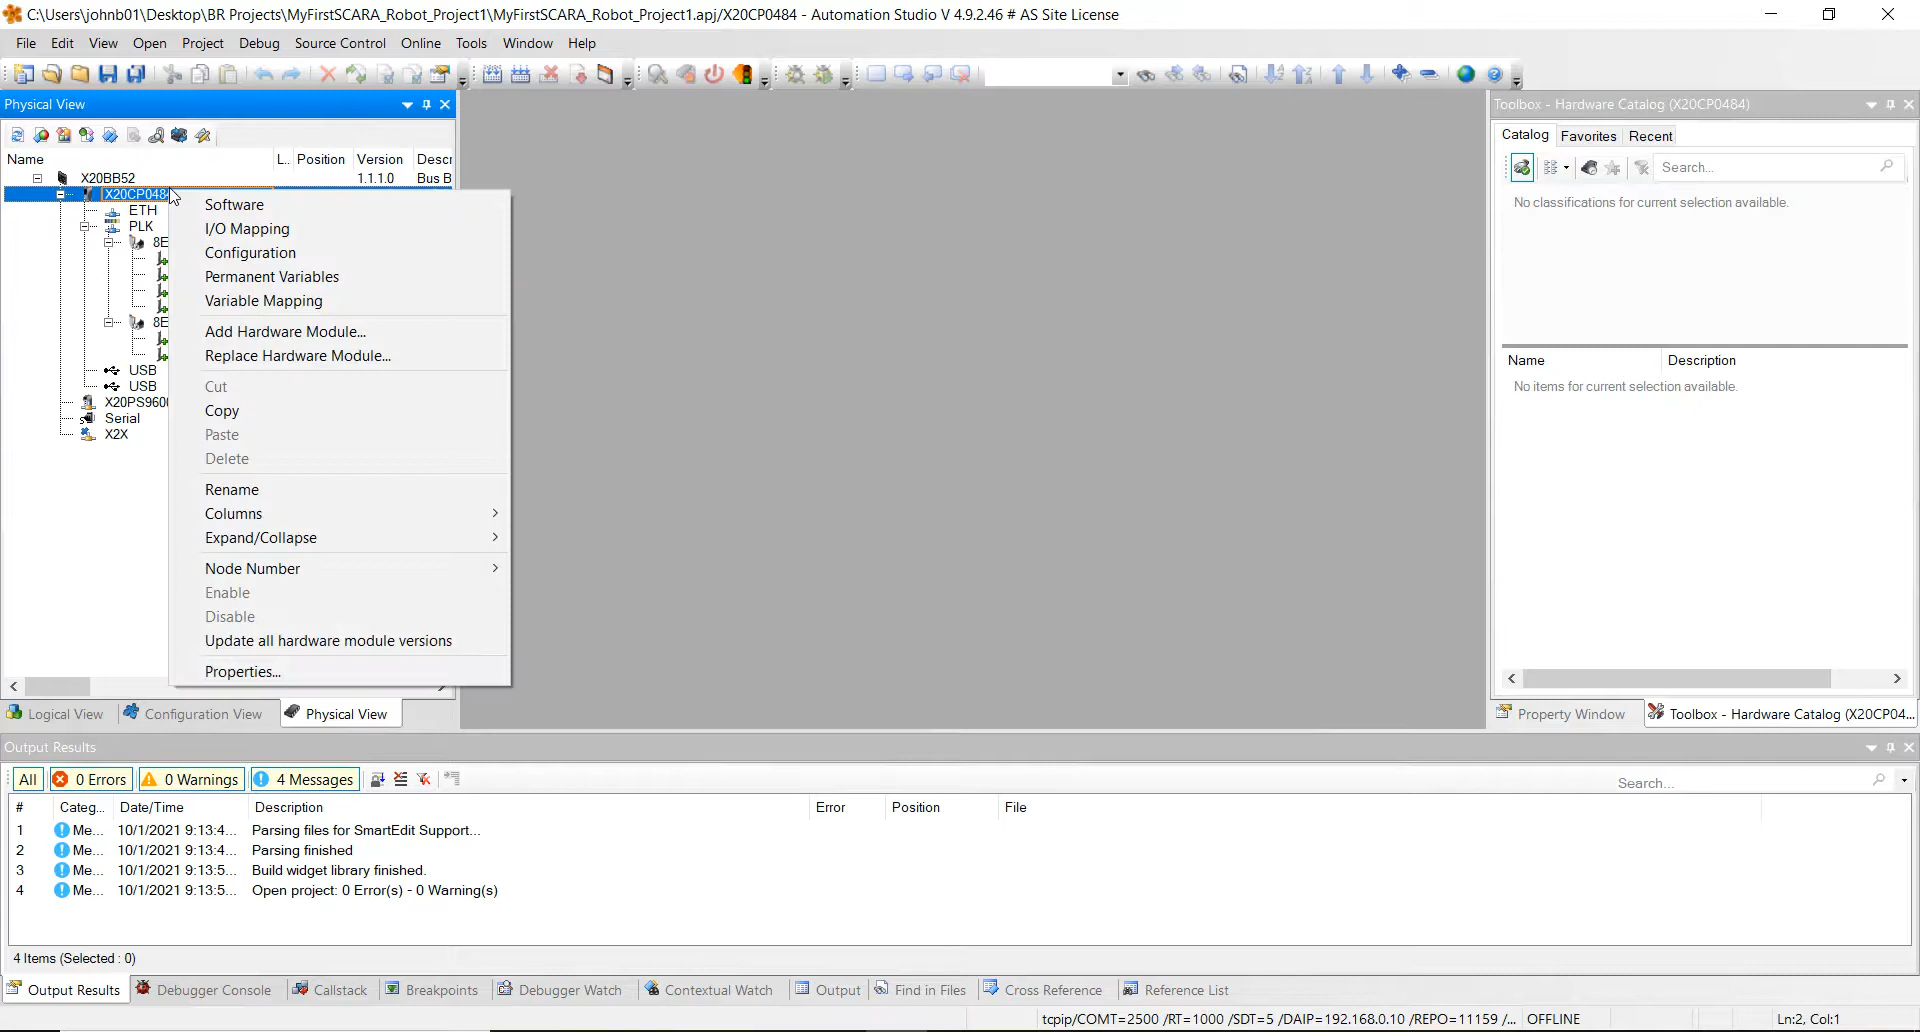 C:\Users\johnb01\Desktop\BR Projects\MyFirstSCARA_Robot_Project1\MyFirstSCARA_Robot_Project1.apj/X20CP0484 - Automation Studio V 4.9.2.46 # AS Site License
File Edit View Open Project Debug Source Control Online Tools Window Help
Physical View
Name L.. Position Version Descr
X20BB52 1.1.1.0 Bus B
X20CP0484
ETH
PLK
8E
8E
USB
USB
X20PS960
Serial
X2X
Software
I/O Mapping
Configuration
Permanent Variables
Variable Mapping
Add Hardware Module...
Replace Hardware Module...
Cut
Copy
Paste
Delete
Rename
Columns
Expand/Collapse
Node Number
Enable
Disable
Update all hardware module versions
Properties...
Logical View Configuration View Physical View
Toolbox - Hardware Catalog (X20CP0484)
Catalog Favorites Recent
Search...
No classifications for current selection available.
Name Description
No items for current selection available.
Property Window Toolbox - Hardware Catalog (X20CP04...
Output Results
All 0 Errors 0 Warnings 4 Messages
Search...
# Categ... Date/Time Description Error Position File
1 Me... 10/1/2021 9:13:4... Parsing files for SmartEdit Support...
2 Me... 10/1/2021 9:13:4... Parsing finished
3 Me... 10/1/2021 9:13:5... Build widget library finished.
4 Me... 10/1/2021 9:13:5... Open project: 0 Error(s) - 0 Warning(s)
4 Items (Selected : 0)
Output Results Debugger Console Callstack Breakpoints Debugger Watch Contextual Watch Output Find in Files Cross Reference Reference List
tcpip/COMT=2500 /RT=1000 /SDT=5 /DAIP=192.168.0.10 /REPO=11159 /... OFFLINE Ln:2, Col:1